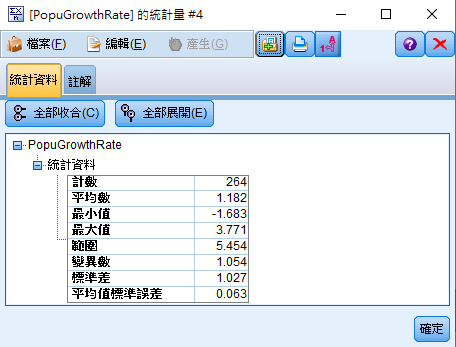 [PopuGrowthRate] 的統計量 #4
檔案(F) 編輯(E) 產生(G)
統計資料 註解
全部收合(C) 全部展開(E)
PopuGrowthRate
統計資料
計數 264
平均數 1.182
最小值 -1.683
最大值 3.771
範圍 5.454
變異數 1.054
標準差 1.027
平均值標準誤差 0.063
確定